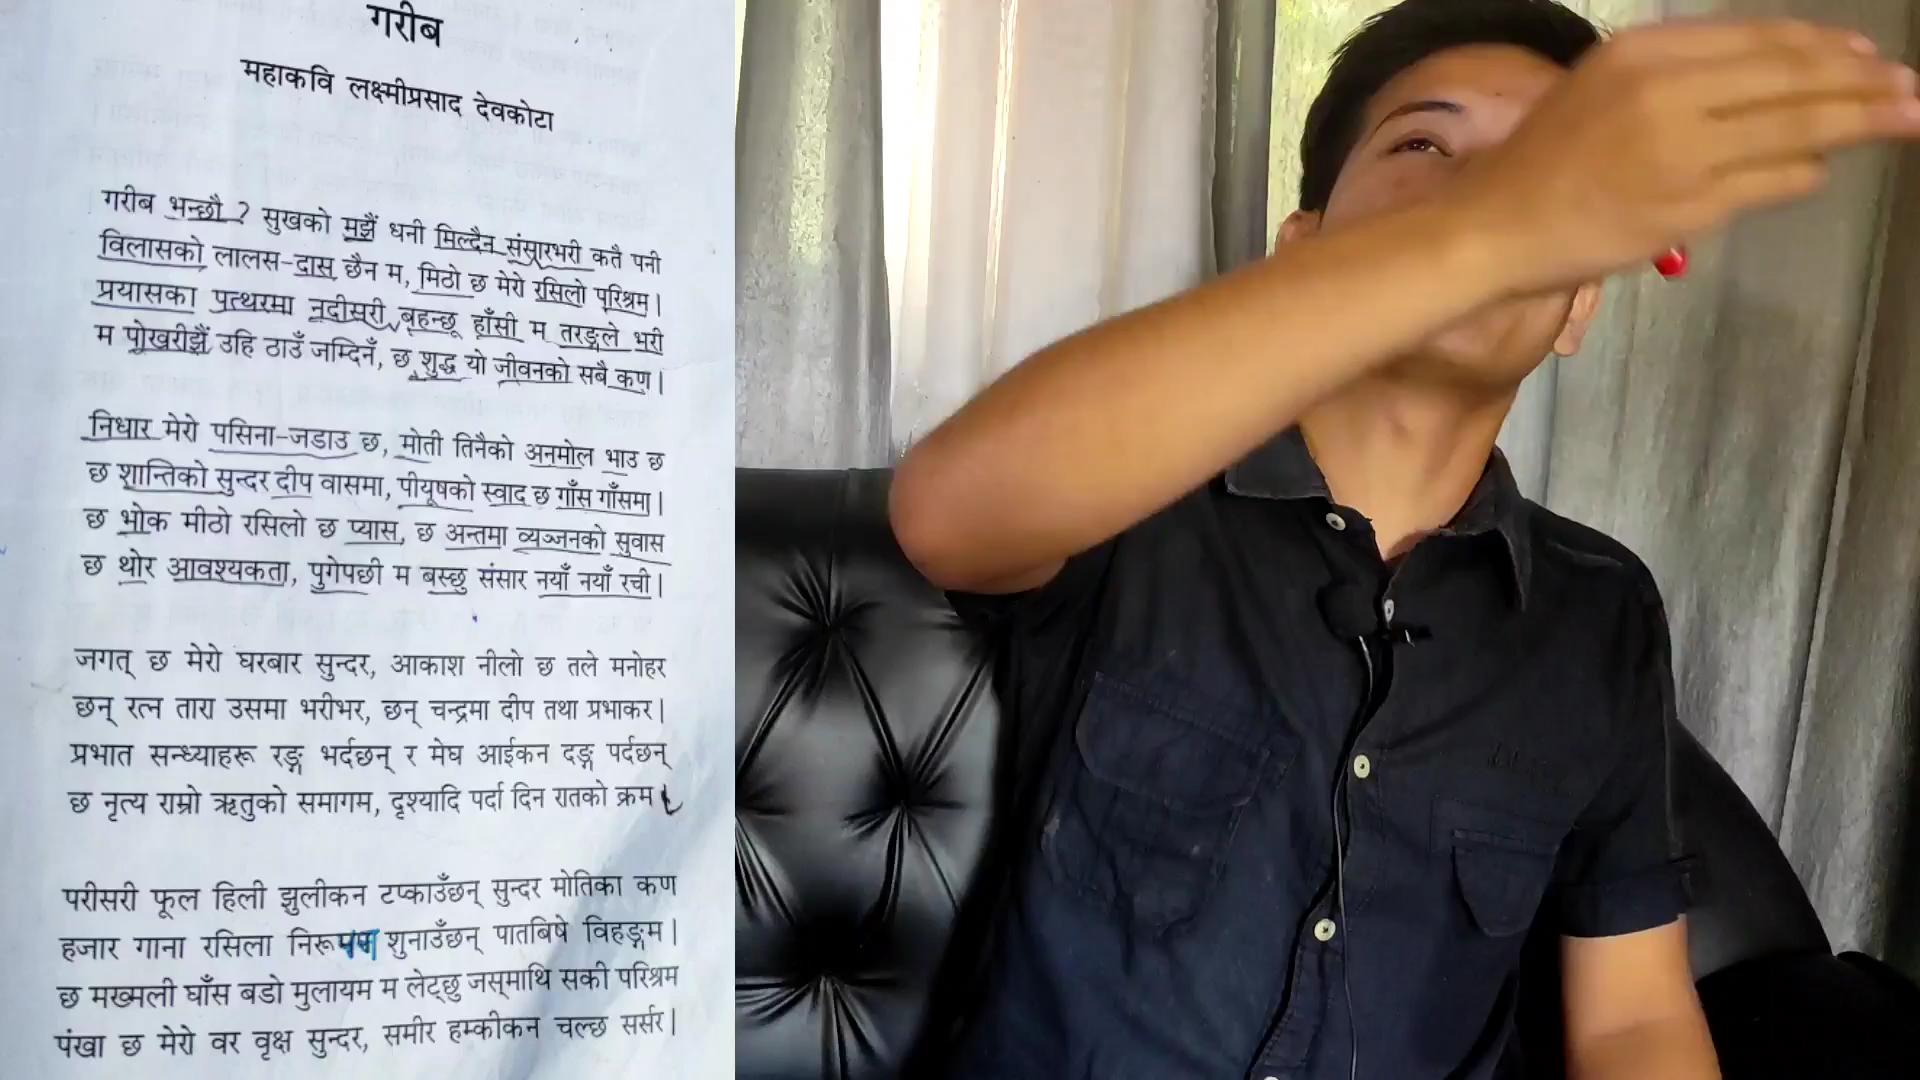 गरीब
महाकवि लक्ष्मीप्रसाद देवकोटा
गरीब भन्छौ ? सुखको मझैं धनी मिल्दैन संसारभरी कतै पनी
विलासको लालस-दास छैन म, मिठो छ मेरो रसिलो परिश्रम।
प्रयासका पत्थरमा नदीसरी बहन्छू हाँसी म तरङ्गले भरी
म पोखरीझैं उहि ठाउँ जम्दिनँ, छ शुद्ध यो जीवनको सबै कण।
निधार मेरो पसिना-जडाउ छ, मोती तिनैको अनमोल भाउ छ
छ शान्तिको सुन्दर दीप वासमा, पीयूषको स्वाद छ गाँस गाँसमा।
छ भोक मीठो रसिलो छ प्यास, छ अन्तमा व्यञ्जनको सुवास
छ थोर आवश्यकता, पुगेपछी म बस्छु संसार नयाँ नयाँ रची।
जगत् छ मेरो घरबार सुन्दर, आकाश नीलो छ तले मनोहर
छन् रत्न तारा उसमा भरीभर, छन् चन्द्रमा दीप तथा प्रभाकर।
प्रभात सन्ध्याहरू रङ्ग भर्दछन् र मेघ आईकन दङ्ग पर्दछन्
छ नृत्य राम्रो ऋतुको समागम, दृश्यादि पर्दा दिन रातको क्रम
परीसरी फूल हिली झुलीकन टप्काउँछन् सुन्दर मोतिका कण
हजार गाना रसिला निरूपम शुनाउँछन् पातबिषे विहङ्गम।
छ मख्मली घाँस बडो मुलायम म लेट्छु जस्‌माथि सकी परिश्रम
पंखा छ मेरो वर वृक्ष सुन्दर, समीर हम्कीकन चल्छ सर्सर।